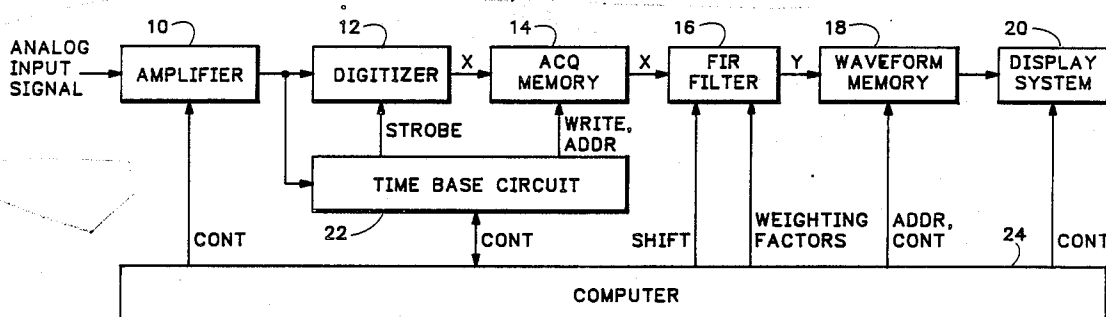 10
12
14
16
18
20
ANALOG
INPUT
SIGNAL
AMPLIFIER
DIGITIZER
X
ACQ
MEMORY
X
FIR
FILTER
Y
WAVEFORM
MEMORY
DISPLAY
SYSTEM
STROBE
WRITE,
ADDR
TIME BASE CIRCUIT
22
CONT
CONT
SHIFT
WEIGHTING
FACTORS
ADDR,
CONT
24
CONT
COMPUTER